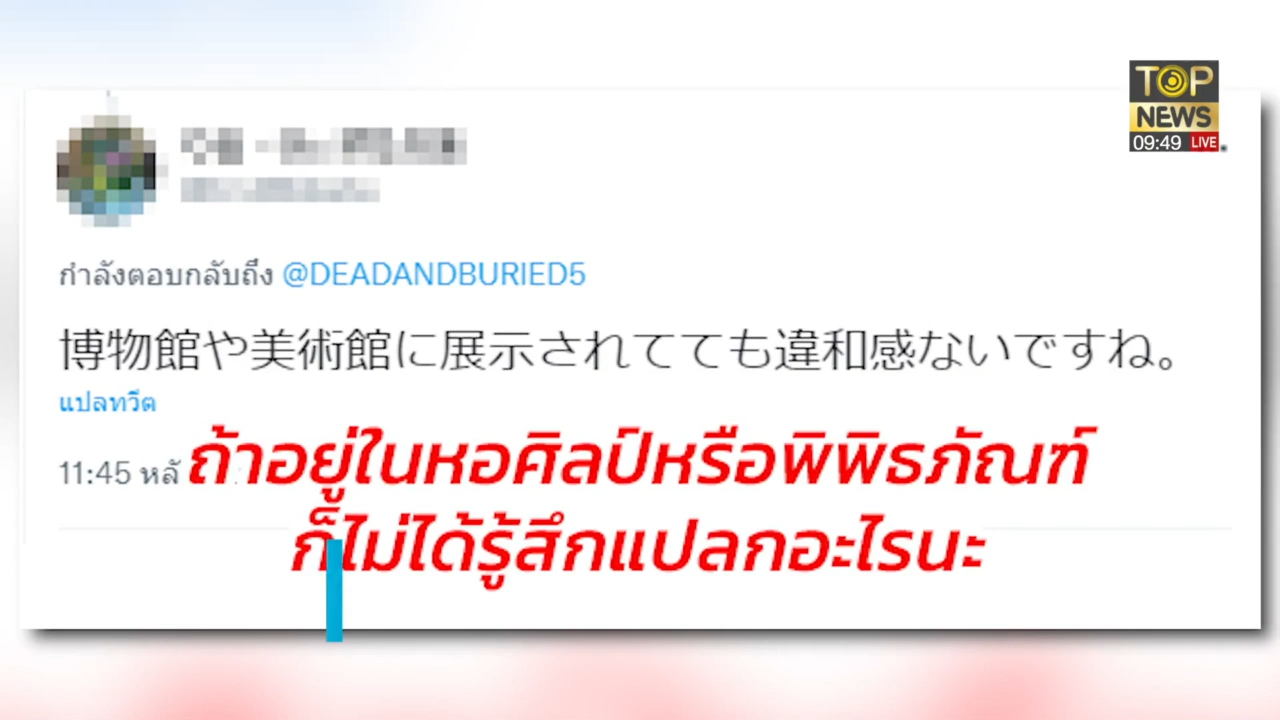 TOP
NEWS
09:49 LIVE
กำลังตอบกลับถึง @DEADANDBURIED5
博物館や美術館に展示されてても違和感ないですね。
แปลทวีต
11:45 หลั
ถ้าอยู่ในหอศิลป์หรือพิพิธภัณฑ์
ก็ไม่ได้รู้สึกแปลกอะไรนะ